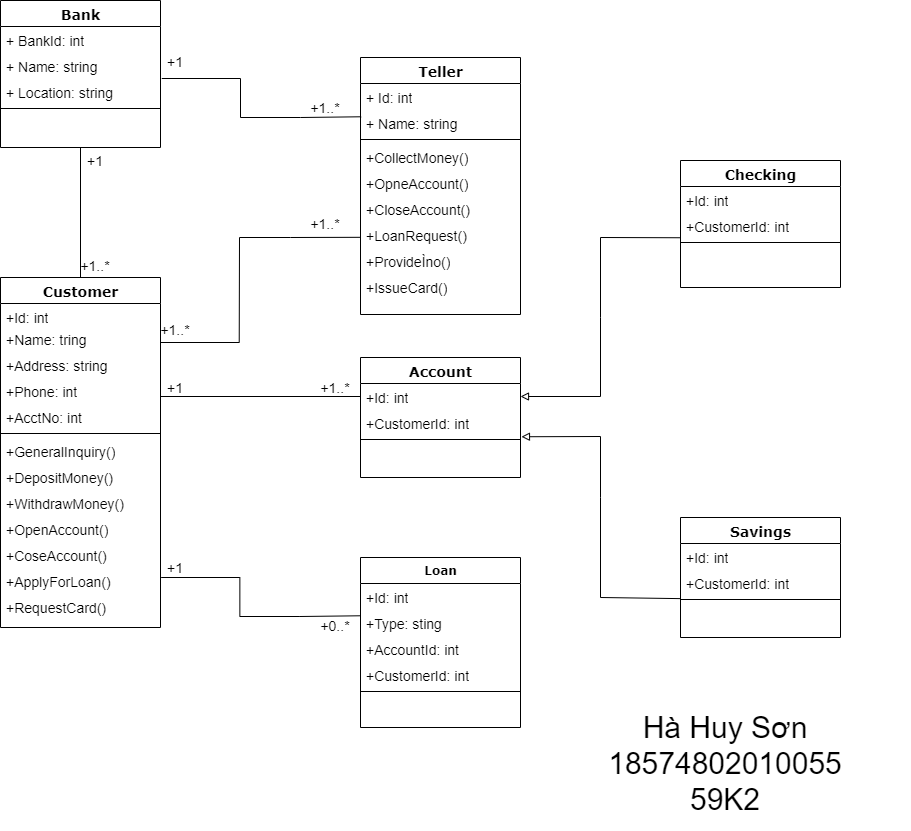 Bank
+ BankId: int
+ Name: string
+ Location: string
+1
+1..*
Teller
+ Id: int
+ Name: string
+CollectMoney()
+OpneAccount()
+CloseAccount()
+LoanRequest()
+ProvideÌno()
+IssueCard()
+1
+1..*
+1..*
+1..*
Customer
+Id: int
+Name: tring
+Address: string
+Phone: int
+AcctNo: int
+GeneralInquiry()
+DepositMoney()
+WithdrawMoney()
+OpenAccount()
+CoseAccount()
+ApplyForLoan()
+RequestCard()
+1
+1..*
Account
+Id: int
+CustomerId: int
Checking
+Id: int
+CustomerId: int
Savings
+Id: int
+CustomerId: int
+1
+0..*
Loan
+Id: int
+Type: sting
+AccountId: int
+CustomerId: int
Hà Huy Sơn
18574802010055
59K2